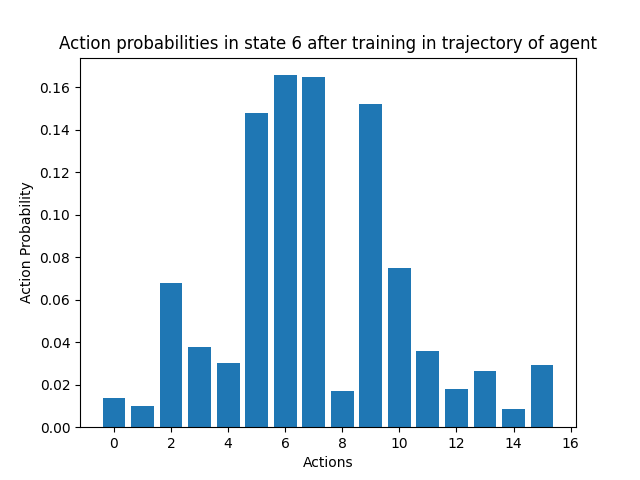 Action probabilities in state 6 after training in trajectory of agent
0.16
0.14
0.12
0.10
0.08
0.06
0.04
0.02
0.00
Action Probability
0 2 4 6 8 10 12 14 16
Actions